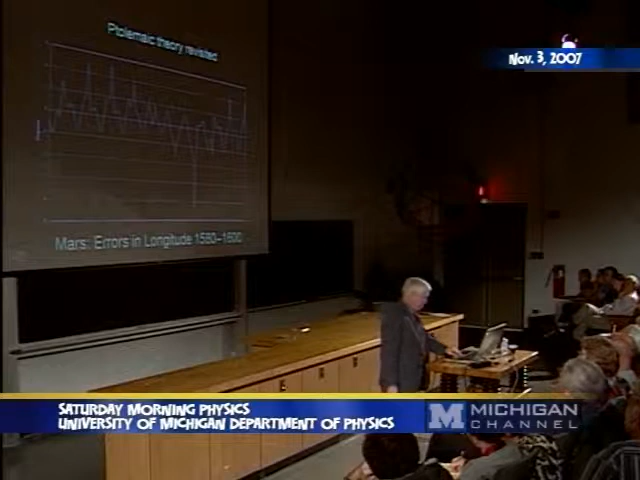 Ptolemaic theory revisited
Nov. 3, 2007
Mars: Errors in Longitude 1580–1600
SATURDAY MORNING PHYSICS
UNIVERSITY OF MICHIGAN DEPARTMENT OF PHYSICS
M MICHIGAN
CHANNEL